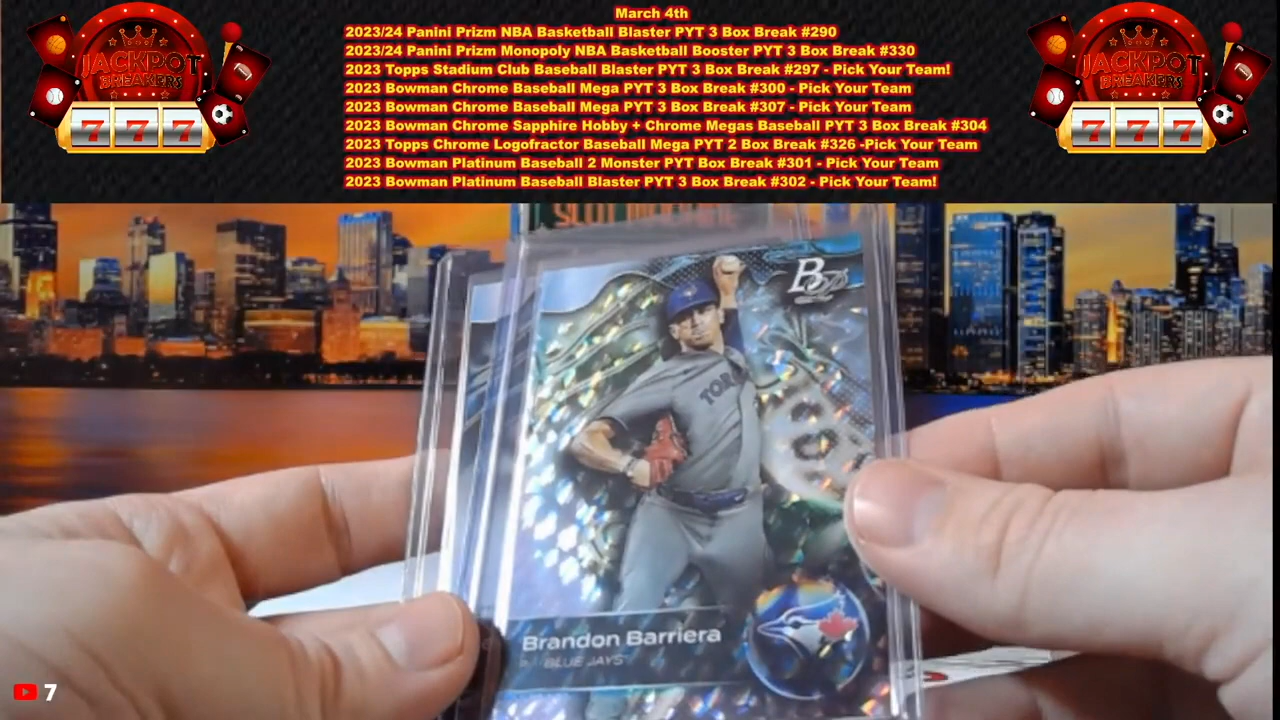 March 4th
2023/24 Panini Prizm NBA Basketball Blaster PYT 3 Box Break #290
2023/24 Panini Prizm Monopoly NBA Basketball Booster PYT 3 Box Break #330
2023 Topps Stadium Club Baseball Blaster PYT 3 Box Break #297 - Pick Your Team!
2023 Bowman Chrome Baseball Mega PYT 3 Box Break #300 - Pick Your Team
2023 Bowman Chrome Baseball Mega PYT 3 Box Break #307 - Pick Your Team
2023 Bowman Chrome Sapphire Hobby + Chrome Megas Baseball PYT 3 Box Break #304
2023 Topps Chrome Logofractor Baseball Mega PYT 2 Box Break #326 -Pick Your Team
2023 Bowman Platinum Baseball 2 Monster PYT Box Break #301 - Pick Your Team
2023 Bowman Platinum Baseball Blaster PYT 3 Box Break #302 - Pick Your Team!
JACKPOT
BREAKERS
7 7 7
JACKPOT
BREAKERS
7 7 7
TOR
Brandon Barriera
P BLUE JAYS
7